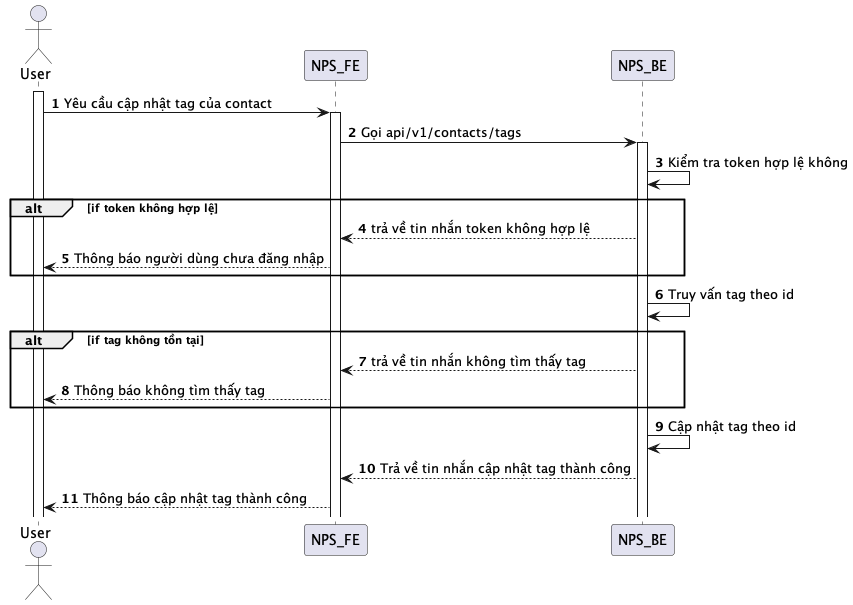 User
NPS_FE
NPS_BE
1 Yêu cầu cập nhật tag của contact
2 Gọi api/v1/contacts/tags
3 Kiểm tra token hợp lệ không
alt [if token không hợp lệ]
4 trả về tin nhắn token không hợp lệ
5 Thông báo người dùng chưa đăng nhập
6 Truy vấn tag theo id
alt [if tag không tồn tại]
7 trả về tin nhắn không tìm thấy tag
8 Thông báo không tìm thấy tag
9 Cập nhật tag theo id
10 Trả về tin nhắn cập nhật tag thành công
11 Thông báo cập nhật tag thành công
User
NPS_FE
NPS_BE